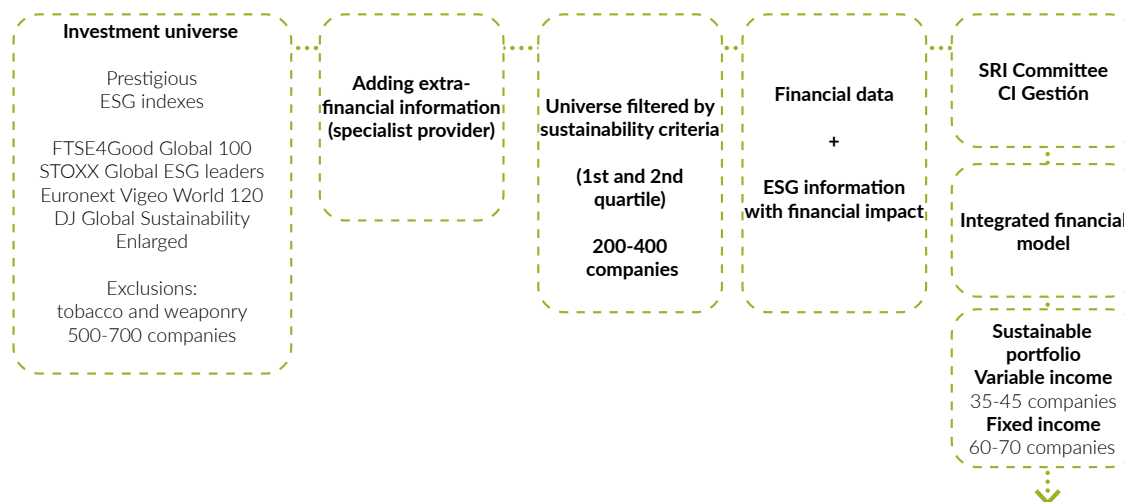 Investment universe
Prestigious
ESG indexes
FTSE4Good Global 100
STOXX Global ESG leaders
Euronext Vigeo World 120
DJ Global Sustainability
Enlarged
Exclusions:
tobacco and weaponry
500-700 companies
Adding extra-
financial information
(specialist provider)
Universe filtered by
sustainability criteria
(1st and 2nd
quartile)
200-400
companies
Financial data
+
ESG information
with financial impact
SRI Committee
CI Gestión
Integrated financial
model
Sustainable
portfolio
Variable income
35-45 companies
Fixed income
60-70 companies